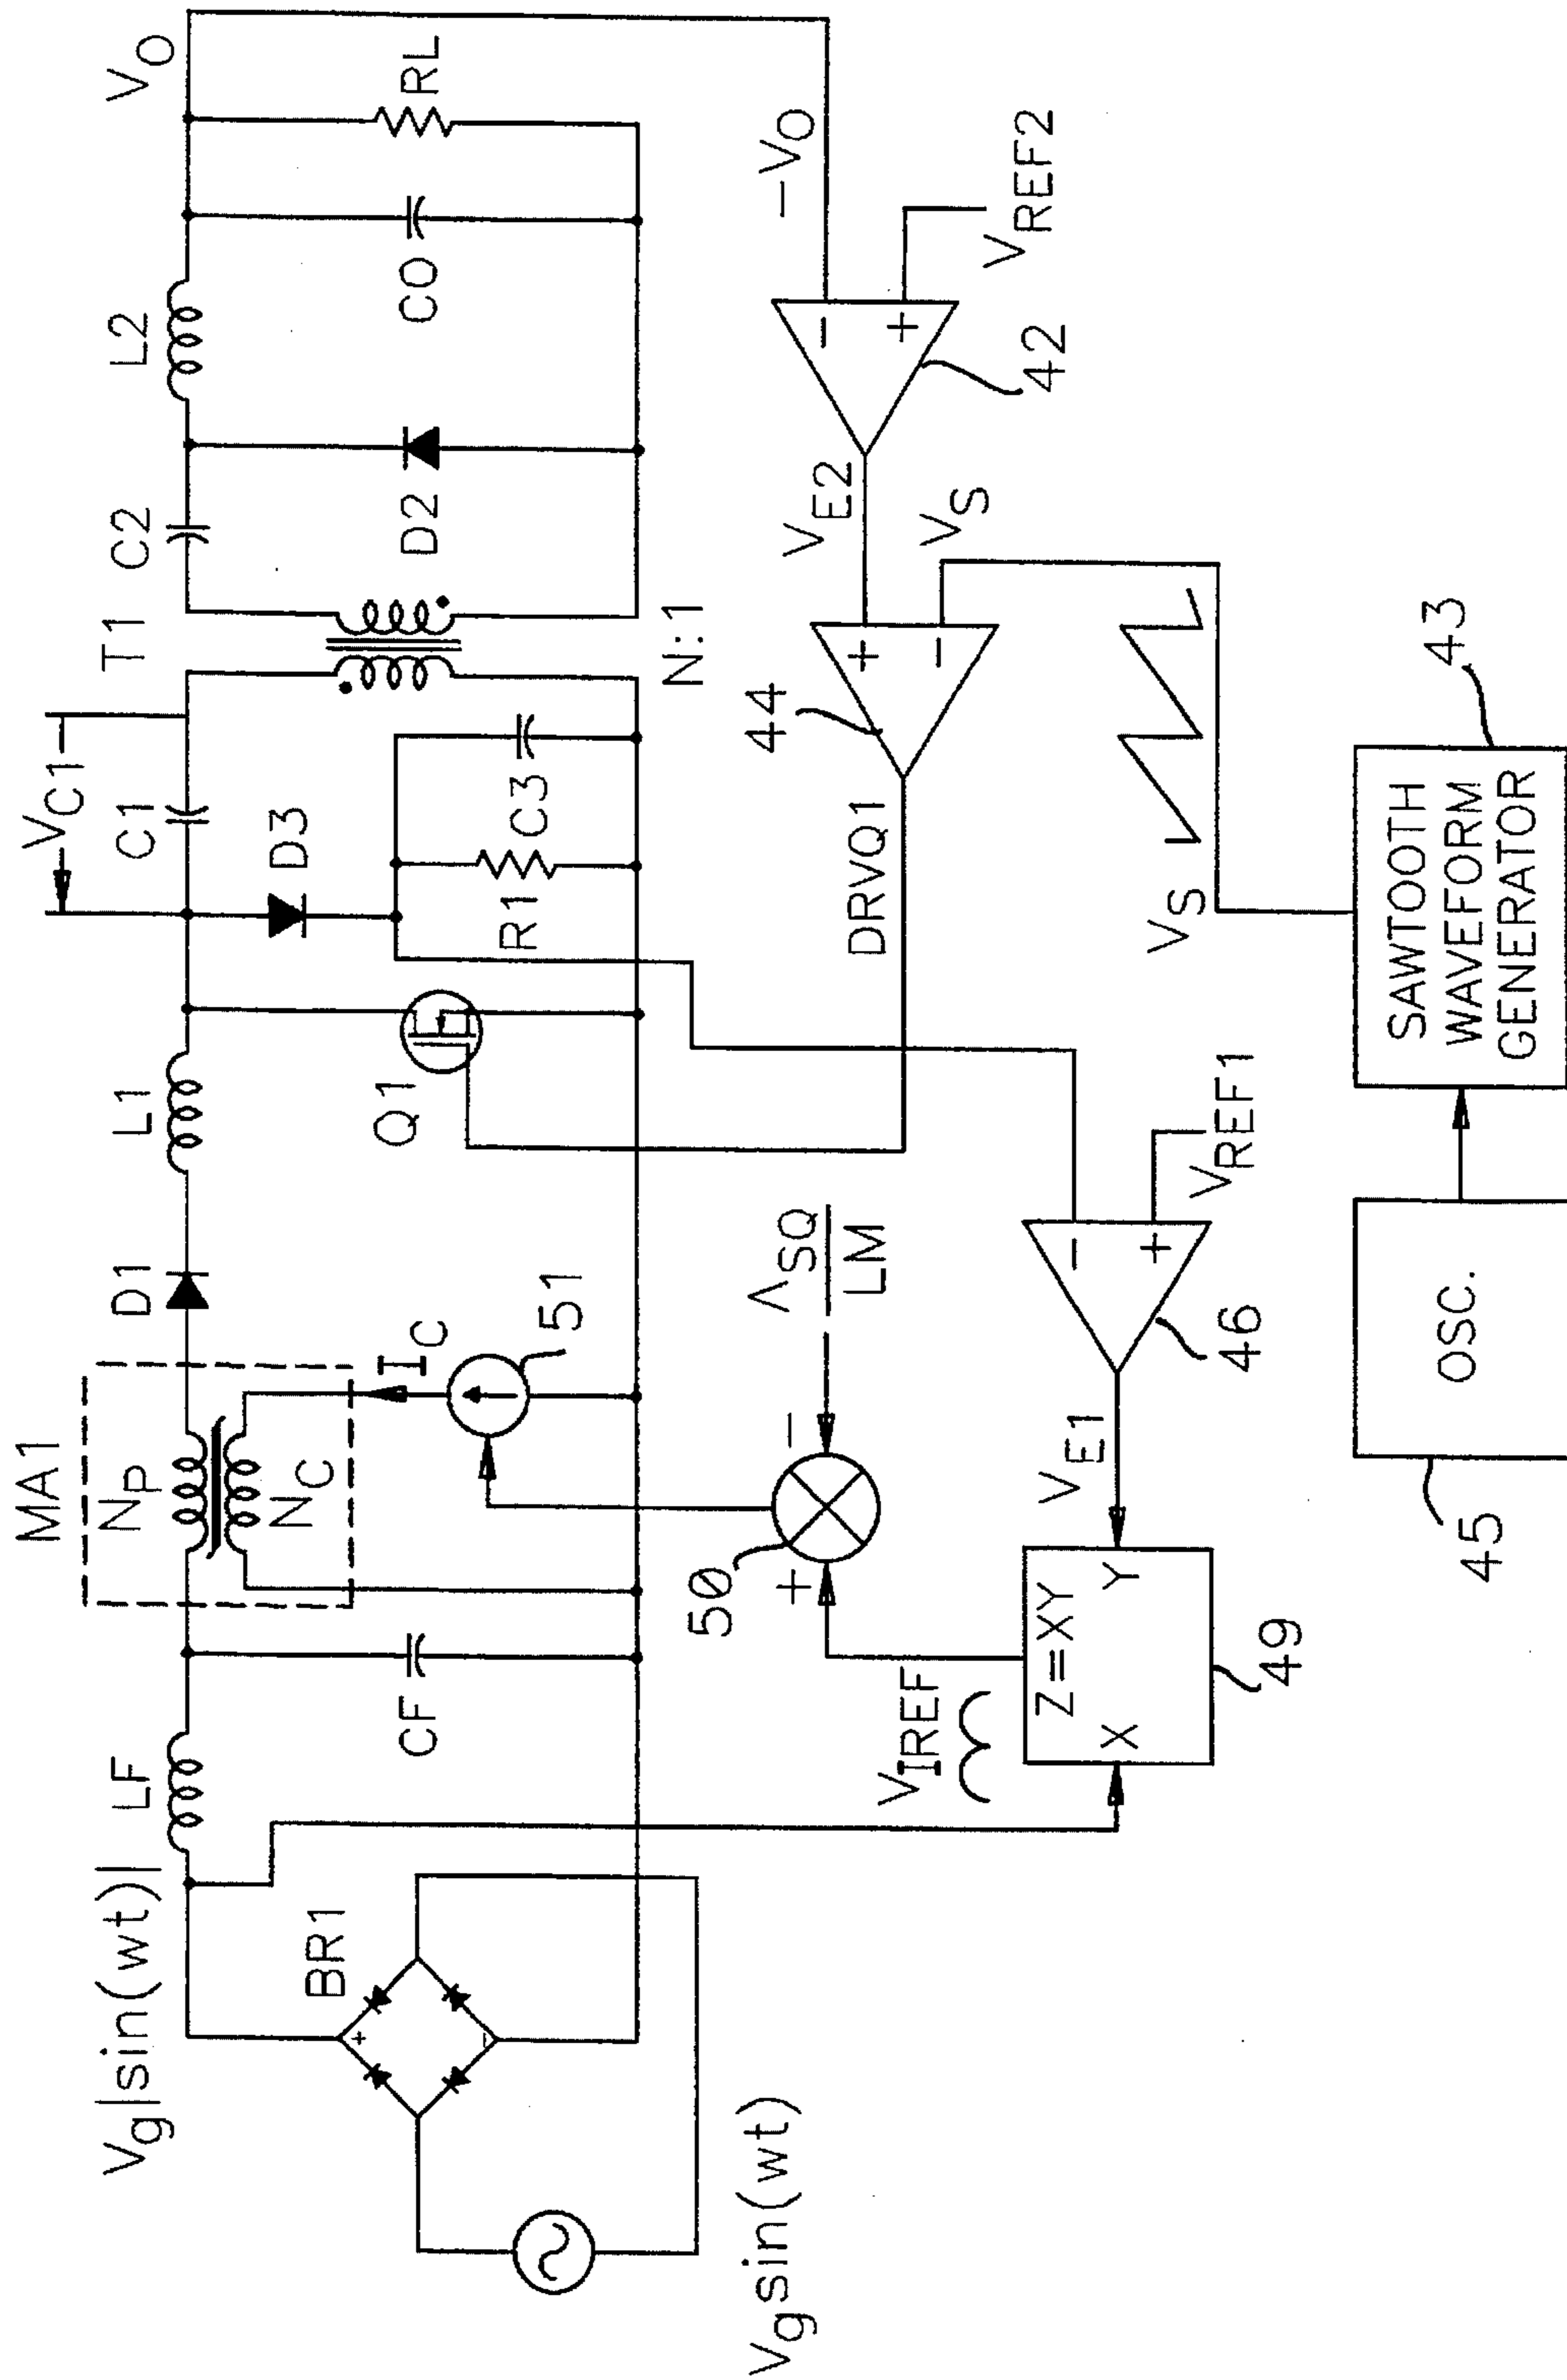 V_g|sin(wt)|
LF
MA1
N_P
N_C
D1
L1
V_C1
C1
T1
C2
L2
V_O
BR1
+
−
CF
I_C
51
Q1
D3
R1
C3
N:1
D2
CO
RL
V_g sin(wt)
V_IREF
50
+
−
Λ_SQ
LM
DRVQ1
44
+
−
V_E2
V_S
−V_O
−
+
42
V_REF2
Z=XY
X
Y
49
V_E1
46
−
+
V_REF1
V_S
45
OSC.
SAWTOOTH
WAVEFORM
GENERATOR
43